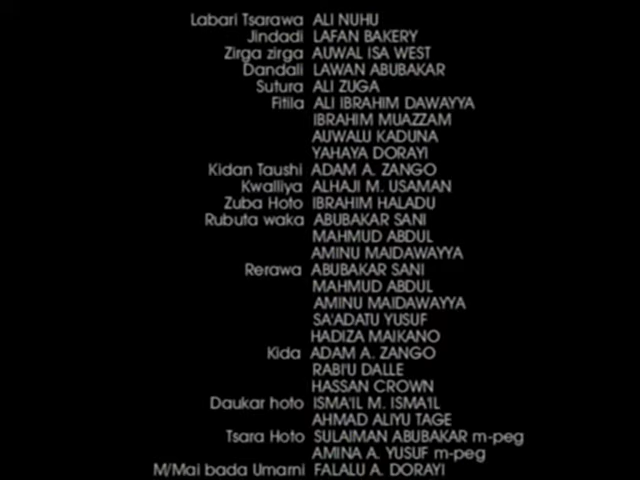 Labari Tsarawa ALI NUHU
Jindadi LAFAN BAKERY
Zirga zirga AUWAL ISA WEST
Dandali LAWAN ABUBAKAR
Sutura ALI ZUGA
Fitila ALI IBRAHIM DAWAYYA
IBRAHIM MUAZZAM
AUWALU KADUNA
YAHAYA DORAYI
Kidan Taushi ADAM A. ZANGO
Kwalliya ALHAJI M. USAMAN
Zuba Hoto IBRAHIM HALADU
Rubuta waka ABUBAKAR SANI
MAHMUD ABDUL
AMINU MAIDAWAYYA
Rerawa ABUBAKAR SANI
MAHMUD ABDUL
AMINU MAIDAWAYYA
SA'ADATU YUSUF
HADIZA MAIKANO
Kida ADAM A. ZANGO
RABI'U DALLE
HASSAN CROWN
Daukar hoto ISMA'IL M. ISMA'IL
AHMAD ALIYU TAGE
Tsara Hoto SULAIMAN ABUBAKAR m-peg
AMINA A. YUSUF m-peg
M/Mai bada Umarni FALALU A. DORAYI